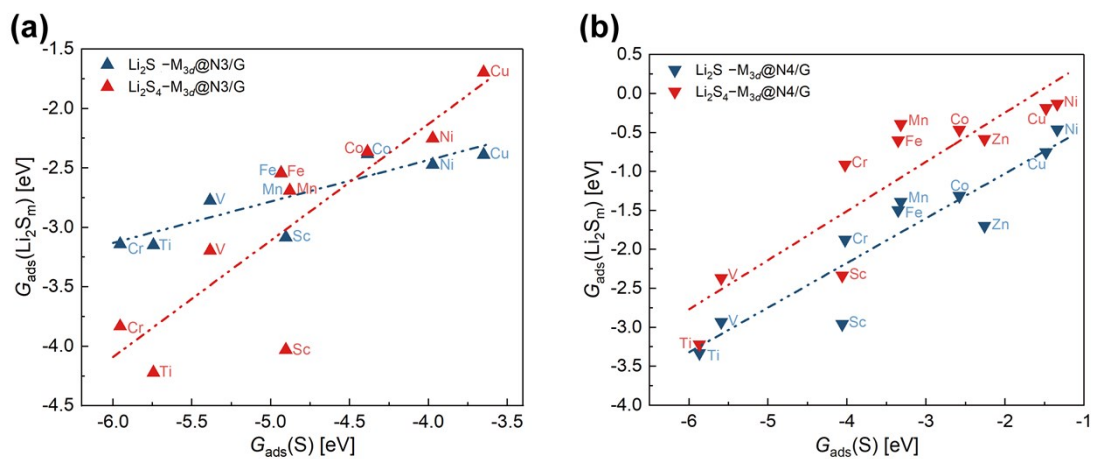 (a)
-1.5
-2.0
-2.5
-3.0
-3.5
-4.0
-4.5
Gads(Li2Sm) [eV]
Li2S –M3d@N3/G
Li2S4–M3d@N3/G
Cu
Co Co
Ni
Ni
Cu
Fe Fe
Mn Mn
V
Sc
Cr
Ti
V
Cr
Ti
Sc
-6.0 -5.5 -5.0 -4.5 -4.0 -3.5
Gads(S) [eV]
(b)
0.5
0.0
-0.5
-1.0
-1.5
-2.0
-2.5
-3.0
-3.5
-4.0
Gads(Li2Sm) [eV]
Li2S –M3d@N4/G
Li2S4–M3d@N4/G
Ni
Cu
Mn
Co
Fe
Zn
Ni
Cr
Cu
Co
Mn
Fe
Zn
Cr
V
Sc
V
Sc
Ti
Ti
-6 -5 -4 -3 -2 -1
Gads(S) [eV]